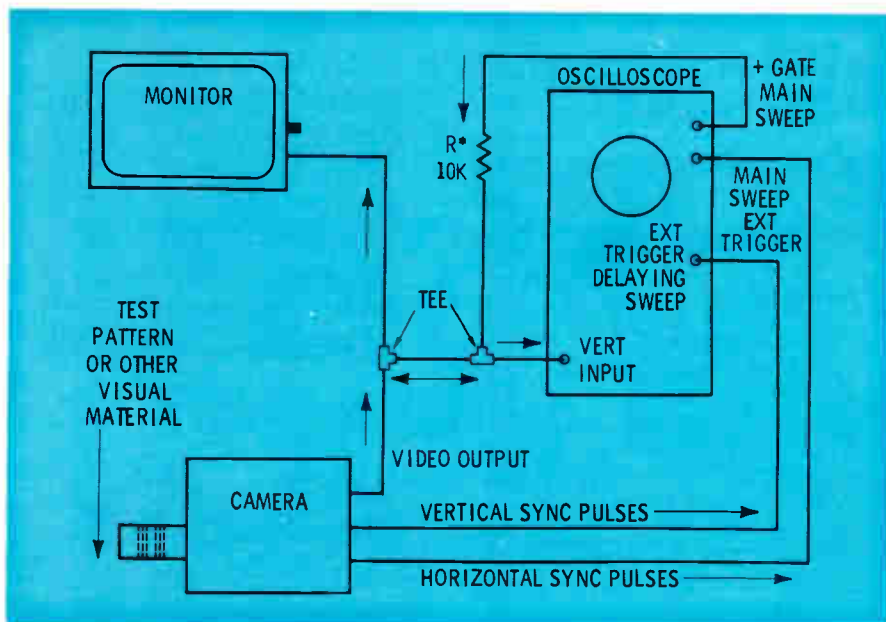 MONITOR
R*
10K
OSCILLOSCOPE
+ GATE
MAIN
SWEEP
MAIN
SWEEP
EXT
TRIGGER
EXT
TRIGGER
DELAYING
SWEEP
TEE
VERT
INPUT
TEST
PATTERN
OR OTHER
VISUAL
MATERIAL
VIDEO OUTPUT
CAMERA
VERTICAL SYNC PULSES
HORIZONTAL SYNC PULSES